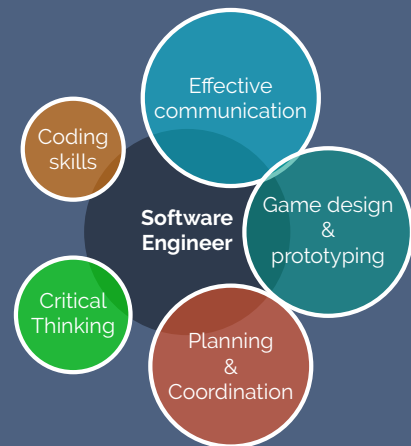 Effective
communication
Coding
skills
Software
Engineer
Game design
&
prototyping
Critical
Thinking
Planning
&
Coordination